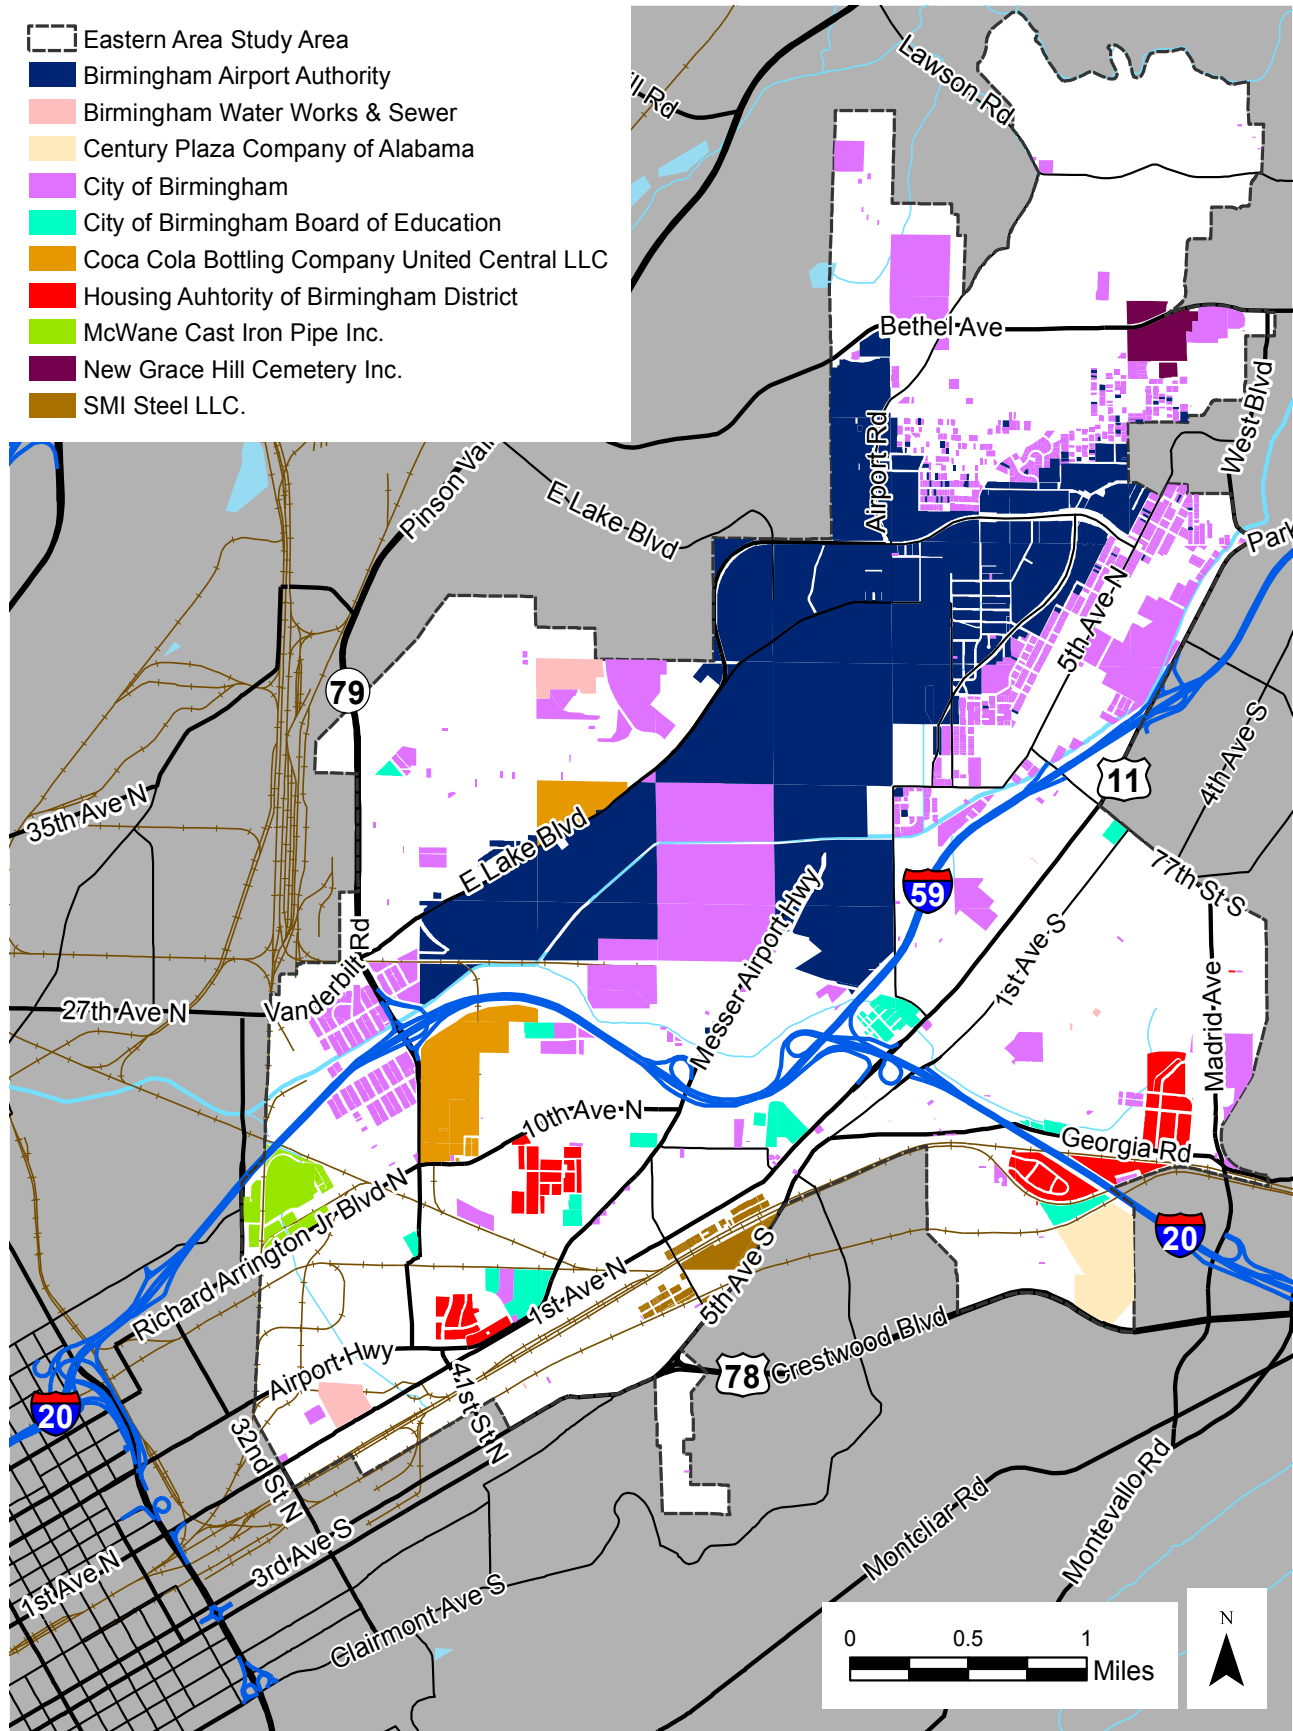 Eastern Area Study Area
Birmingham Airport Authority
Birmingham Water Works & Sewer
Century Plaza Company of Alabama
City of Birmingham
City of Birmingham Board of Education
Coca Cola Bottling Company United Central LLC
Housing Auhtority of Birmingham District
McWane Cast Iron Pipe Inc.
New Grace Hill Cemetery Inc.
SMI Steel LLC.
Lawson Rd
ll Rd
Bethel Ave
West Blvd
Airport Rd
Pinson Val
E Lake Blvd
Park
5th Ave N
79
4th Ave S
11
35th Ave N
E Lake Blvd
77th St S
59
Messer Airport Hwy
1st Ave S
Vanderbilt Rd
27th Ave N
Madrid Ave
10th Ave N
Georgia Rd
Richard Arrington Jr Blvd N
20
1st Ave N
5th Ave S
Airport Hwy
78
Crestwood Blvd
41st St N
20
32nd St N
Montevallo Rd
Montcliar Rd
3rd Ave S
1st Ave N
Clairmont Ave S
0 0.5 1
Miles
N